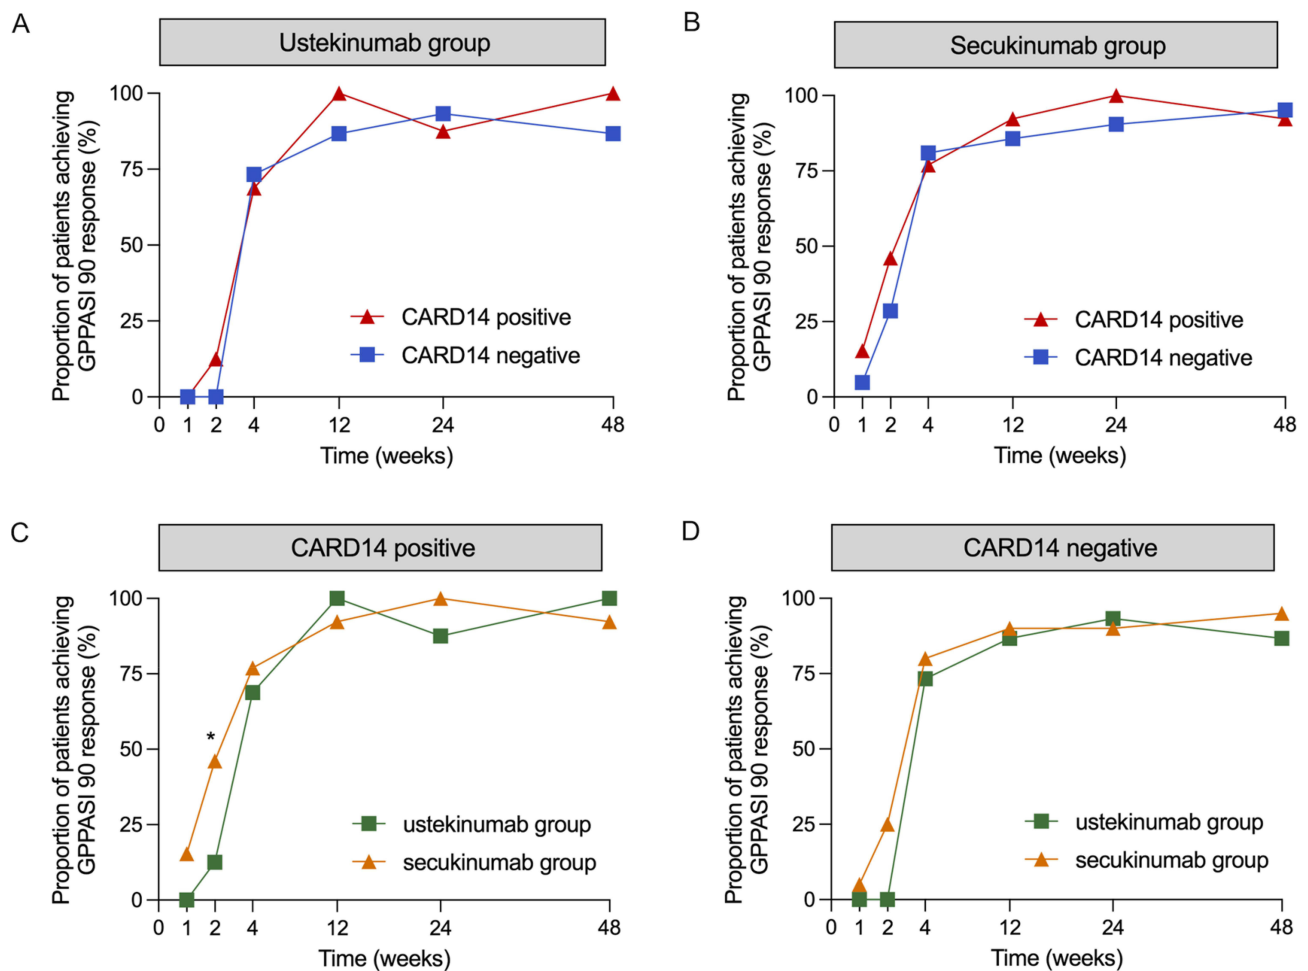 A
Ustekinumab group
Proportion of patients achieving
GPPASI 90 response (%)
100
75
50
25
0
CARD14 positive
CARD14 negative
0 1 2 4 12 24 48
Time (weeks)
B
Secukinumab group
Proportion of patients achieving
GPPASI 90 response (%)
100
75
50
25
0
CARD14 positive
CARD14 negative
0 1 2 4 12 24 48
Time (weeks)
C
CARD14 positive
Proportion of patients achieving
GPPASI 90 response (%)
100
75
50
25
0
*
ustekinumab group
secukinumab group
0 1 2 4 12 24 48
Time (weeks)
D
CARD14 negative
Proportion of patients achieving
GPPASI 90 response (%)
100
75
50
25
0
ustekinumab group
secukinumab group
0 1 2 4 12 24 48
Time (weeks)